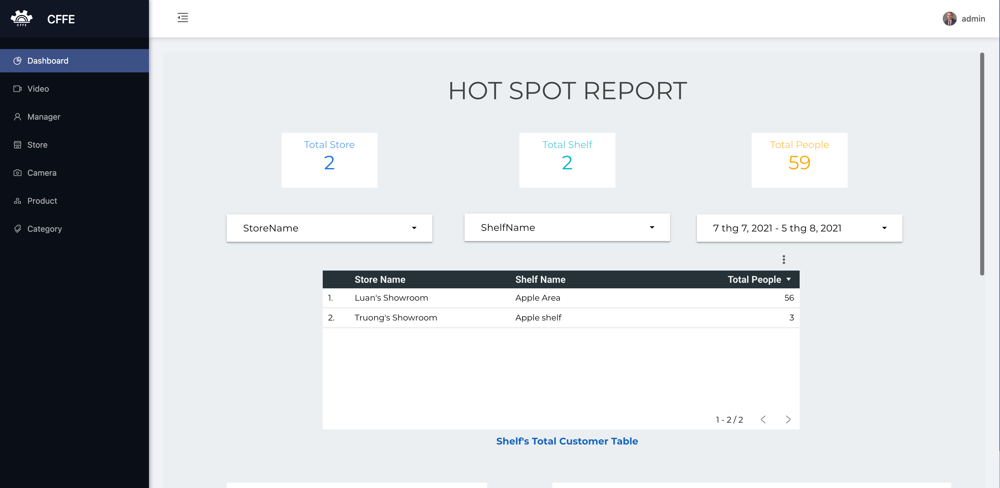 CFFE
CFFE
admin
Dashboard
Video
Manager
Store
Camera
Product
Category
HOT SPOT REPORT
Total Store
2
Total Shelf
2
Total People
59
StoreName
ShelfName
7 thg 7, 2021 - 5 thg 8, 2021
Store Name Shelf Name Total People
1. Luan's Showroom Apple Area 56
2. Truong's Showroom Apple shelf 3
1 - 2 / 2
Shelf's Total Customer Table